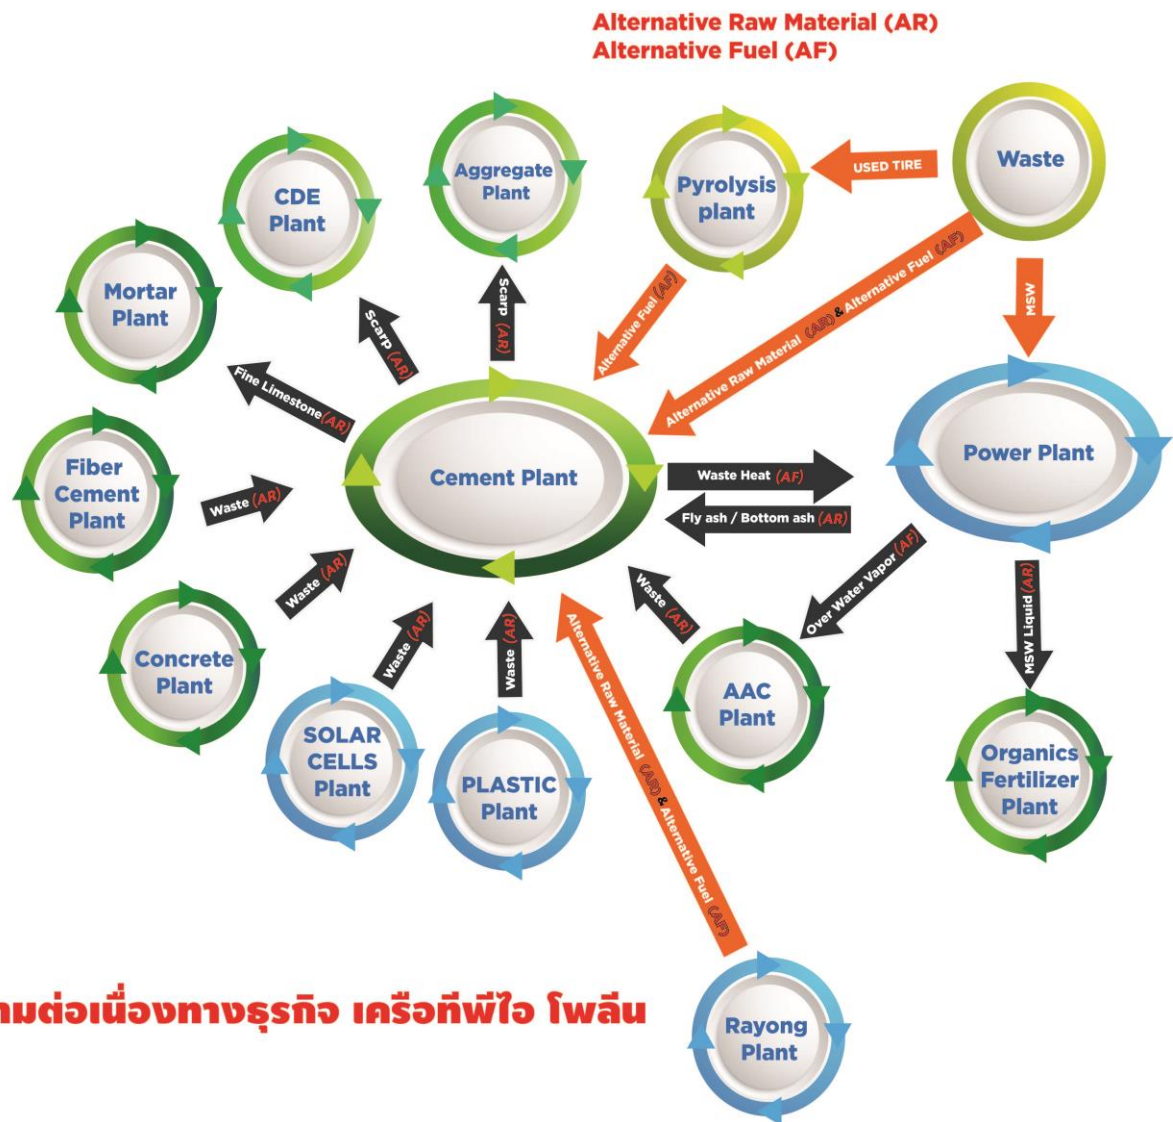 Alternative Raw Material (AR)
Alternative Fuel (AF)
Waste
USED TIRE
Pyrolysis
plant
Aggregate
Plant
CDE
Plant
Mortar
Plant
Alternative Fuel (AF)
Alternative Raw Material (AR) & Alternative Fuel (AF)
MSW
Scarp (AR)
Scarp (AR)
Fine Limestone (AR)
Cement Plant
Power Plant
Waste Heat (AF)
Fly ash / Bottom ash (AR)
Fiber
Cement
Plant
Waste (AR)
Waste (AR)
Waste (AR)
Waste (AR)
Waste (AR)
Over Water Vapor (AF)
MSW Liquid (AR)
Alternative Raw Material (AR) & Alternative Fuel (AF)
Concrete
Plant
SOLAR
CELLS
Plant
PLASTIC
Plant
AAC
Plant
Organics
Fertilizer
Plant
ามต่อเนื่องทางธุรกิจ เครือทีพีไอ โพลีน
Rayong
Plant